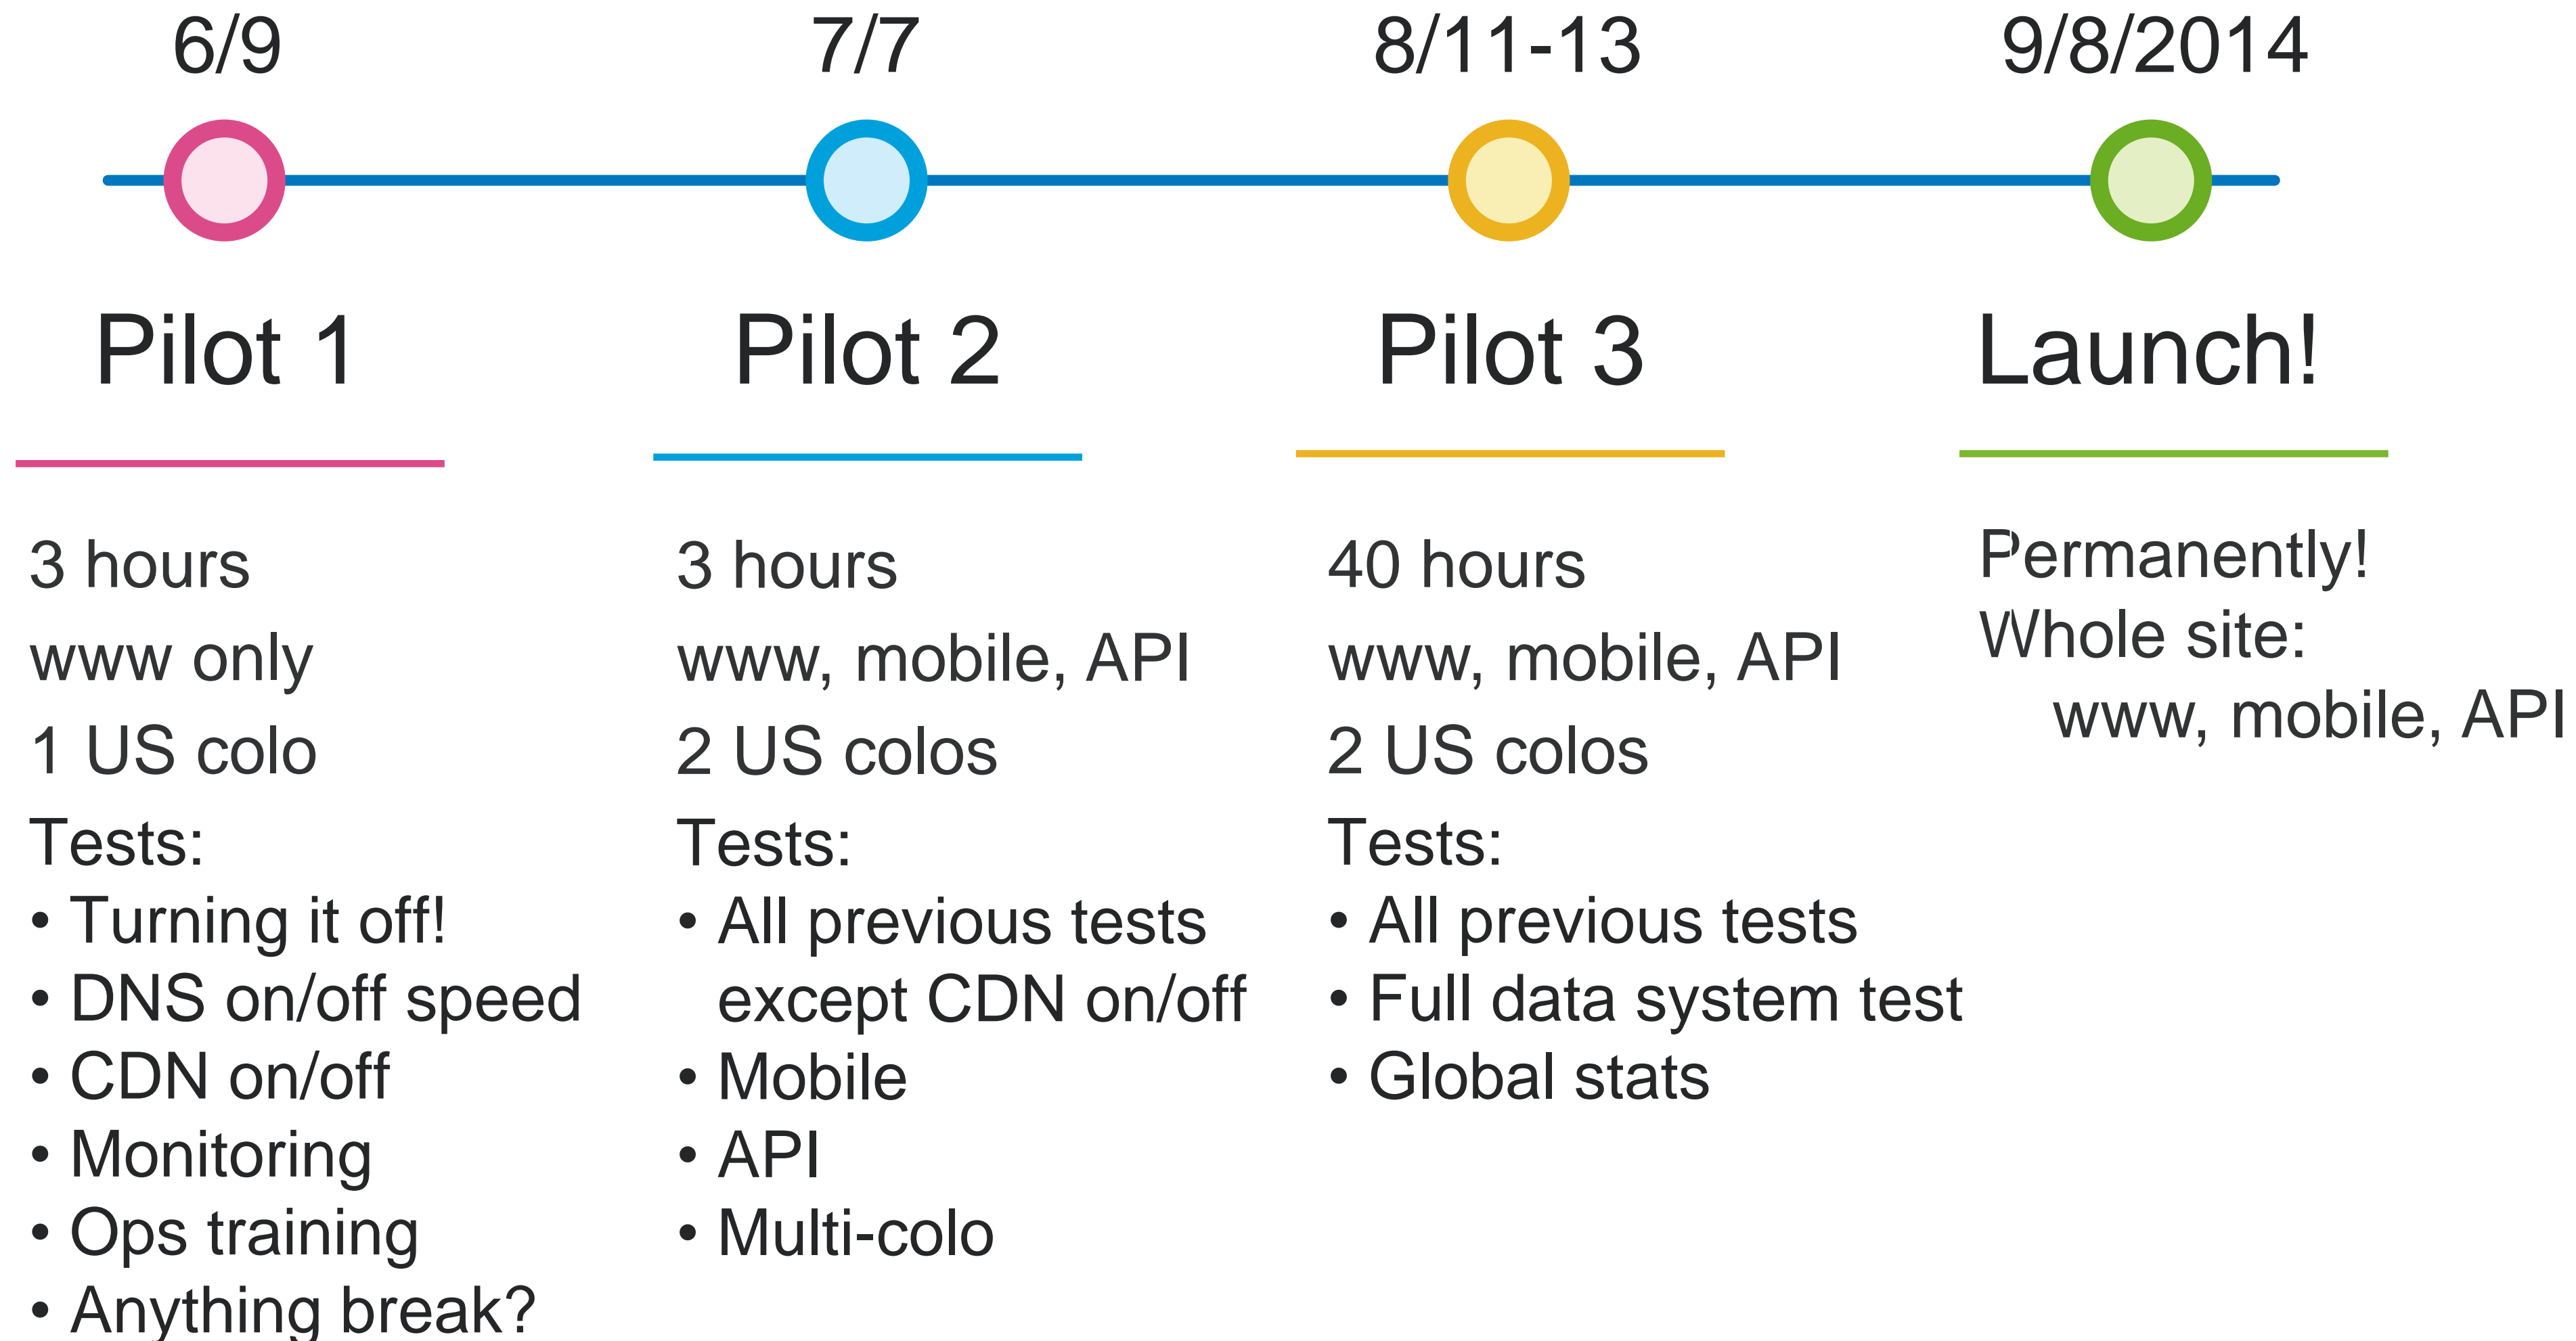 6/9
7/7
8/11-13
9/8/2014
Pilot 1
Pilot 2
Pilot 3
Launch!
3 hours
www only
1 US colo
Tests:
• Turning it off!
• DNS on/off speed
• CDN on/off
• Monitoring
• Ops training
• Anything break?
3 hours
www, mobile, API
2 US colos
Tests:
• All previous tests
except CDN on/off
• Mobile
• API
• Multi-colo
40 hours
www, mobile, API
2 US colos
Tests:
• All previous tests
• Full data system test
• Global stats
Permanently!
Whole site:
www, mobile, API